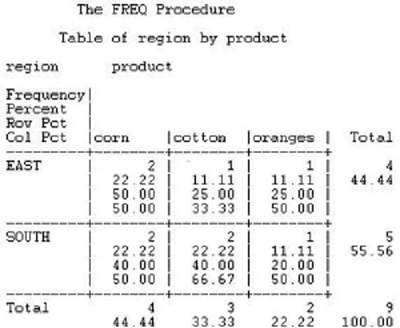 The FREQ Procedure
Table of region by product
region product
Frequency|
Percent |
Row Pct |
Col Pct |corn |cotton |oranges | Total
---------+--------+--------+--------+
EAST | 2 | 1 | 1 | 4
| 22.22 | 11.11 | 11.11 | 44.44
| 50.00 | 25.00 | 25.00 |
| 50.00 | 33.33 | 50.00 |
---------+--------+--------+--------+
SOUTH | 2 | 2 | 1 | 5
| 22.22 | 22.22 | 11.11 | 55.56
| 40.00 | 40.00 | 20.00 |
| 50.00 | 66.67 | 50.00 |
---------+--------+--------+--------+
Total 4 3 2 9
44.44 33.33 22.22 100.00